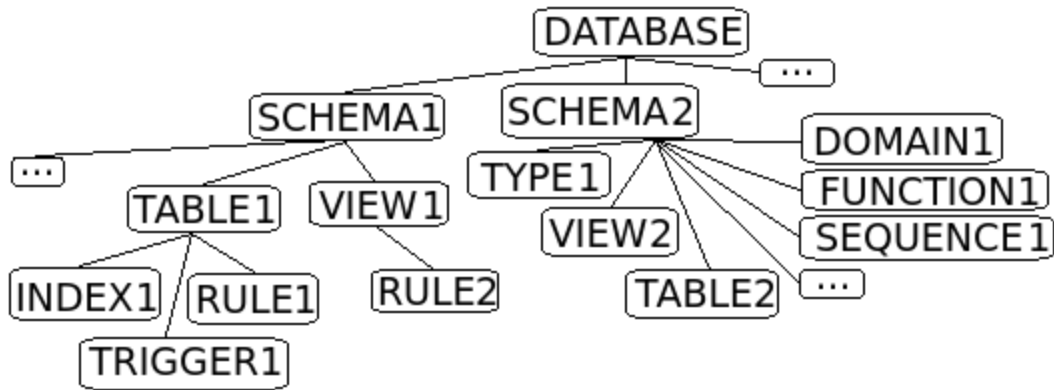 DATABASE
...
SCHEMA1
SCHEMA2
DOMAIN1
...
TYPE1
FUNCTION1
TABLE1
VIEW1
VIEW2
SEQUENCE1
INDEX1
RULE1
RULE2
TABLE2
...
TRIGGER1